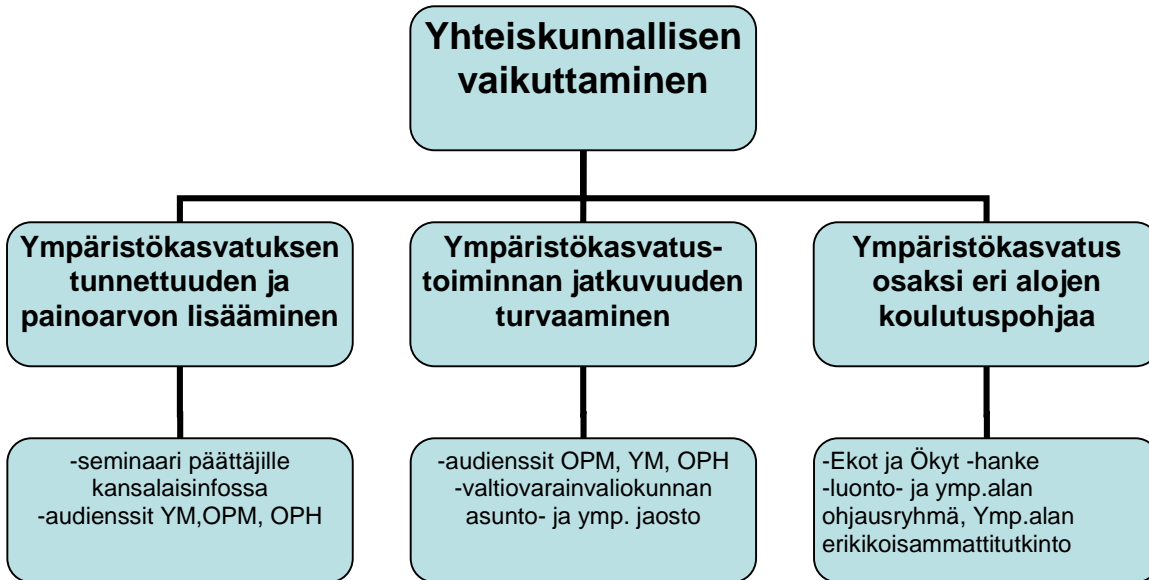 Yhteiskunnallisen
vaikuttaminen
Ympäristökasvatuksen
tunnettuuden ja
painoarvon lisääminen
Ympäristökasvatus-
toiminnan jatkuvuuden
turvaaminen
Ympäristökasvatus
osaksi eri alojen
koulutuspohjaa
-seminaari päättäjille
kansalaisinfossa
-audienssit YM,OPM, OPH
-audienssit OPM, YM, OPH
-valtiovarainvaliokunnan
asunto- ja ymp. jaosto
-Ekot ja Ökyt -hanke
-luonto- ja ymp.alan
ohjausryhmä, Ymp.alan
erikikoisammattitutkinto